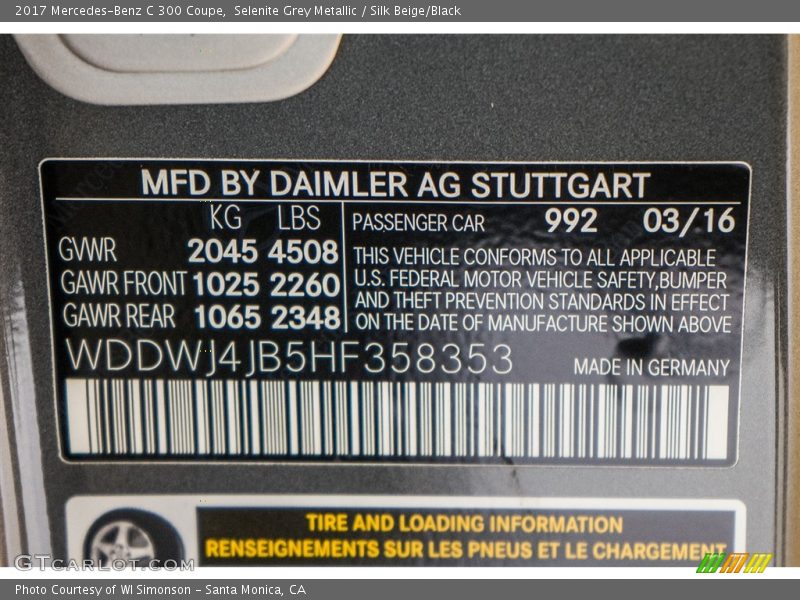 2017 Mercedes-Benz C 300 Coupe,  Selenite Grey Metallic / Silk Beige/Black
MFD BY DAIMLER AG STUTTGART
KG LBS
GVWR 2045 4508
GAWR FRONT 1025 2260
GAWR REAR 1065 2348
PASSENGER CAR 992 03/16
THIS VEHICLE CONFORMS TO ALL APPLICABLE
U.S. FEDERAL MOTOR VEHICLE SAFETY,BUMPER
AND THEFT PREVENTION STANDARDS IN EFFECT
ON THE DATE OF MANUFACTURE SHOWN ABOVE
WDDWJ4JB5HF358353
MADE IN GERMANY
TIRE AND LOADING INFORMATION
RENSEIGNEMENTS SUR LES PNEUS ET LE CHARGEMENT
GTcarlot.com
Photo Courtesy of WI Simonson - Santa Monica, CA